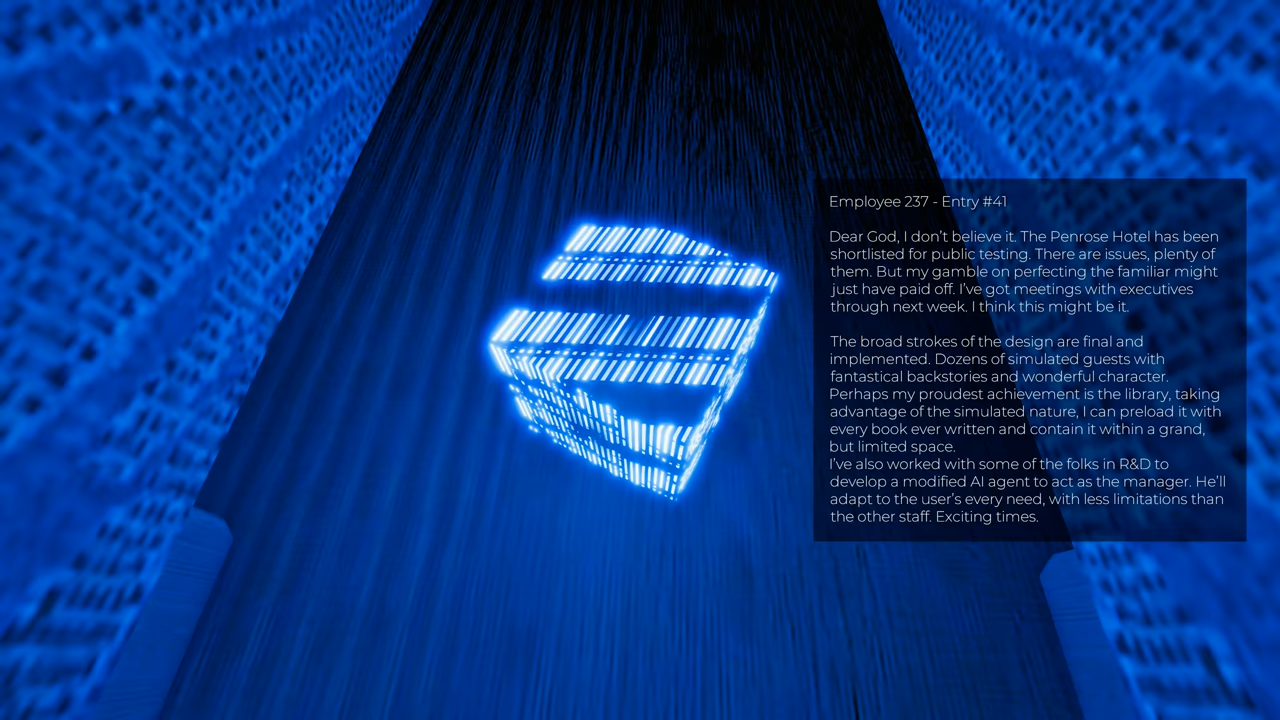 Employee 237 - Entry #41
Dear God, I don't believe it. The Penrose Hotel has been
shortlisted for public testing. There are issues, plenty of
them. But my gamble on perfecting the familiar might
just have paid off. I've got meetings with executives
through next week. I think this might be it.
The broad strokes of the design are final and
implemented. Dozens of simulated guests with
fantastical backstories and wonderful character.
Perhaps my proudest achievement is the library, taking
advantage of the simulated nature, I can preload it with
every book ever written and contain it within a grand,
but limited space.
I've also worked with some of the folks in R&D to
develop a modified AI agent to act as the manager. He'll
adapt to the user's every need, with less limitations than
the other staff. Exciting times.